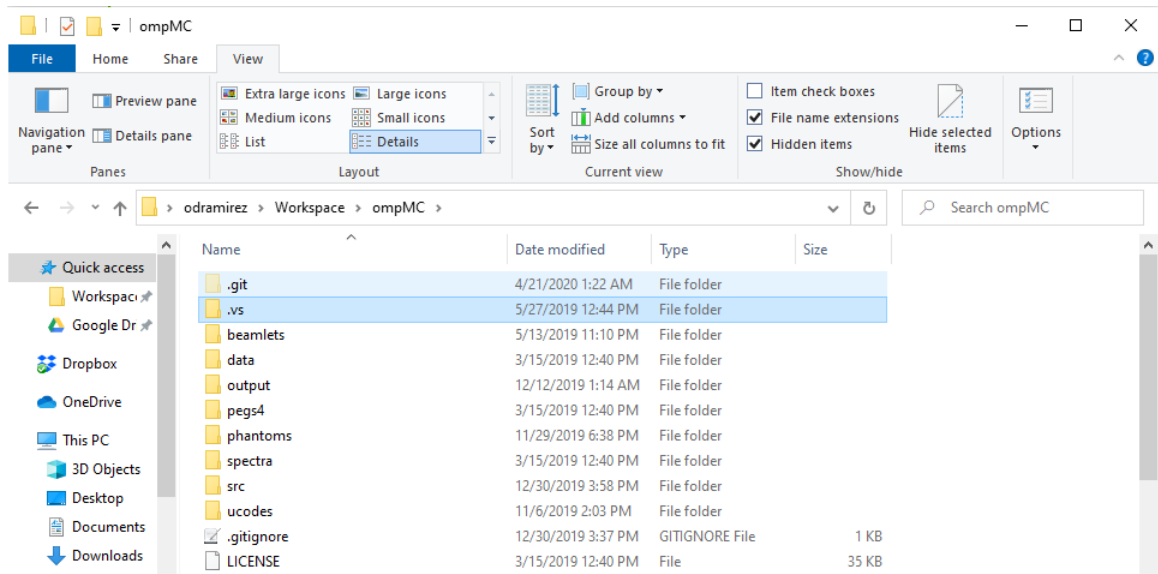 ompMC
File Home Share View
Navigation pane
Preview pane
Details pane
Panes
Extra large icons Large icons
Medium icons Small icons
List Details
Layout
Sort by
Group by
Add columns
Size all columns to fit
Current view
Item check boxes
File name extensions
Hidden items
Hide selected items
Show/hide
Options
odramirez > Workspace > ompMC >
Search ompMC
Quick access
Workspac
Google Dr
Dropbox
OneDrive
This PC
3D Objects
Desktop
Documents
Downloads
Name Date modified Type Size
.git 4/21/2020 1:22 AM File folder
.vs 5/27/2019 12:44 PM File folder
beamlets 5/13/2019 11:10 PM File folder
data 3/15/2019 12:40 PM File folder
output 12/12/2019 1:14 AM File folder
pegs4 3/15/2019 12:40 PM File folder
phantoms 11/29/2019 6:38 PM File folder
spectra 3/15/2019 12:40 PM File folder
src 12/30/2019 3:58 PM File folder
ucodes 11/6/2019 2:03 PM File folder
.gitignore 12/30/2019 3:37 PM GITIGNORE File 1 KB
LICENSE 3/15/2019 12:40 PM File 35 KB